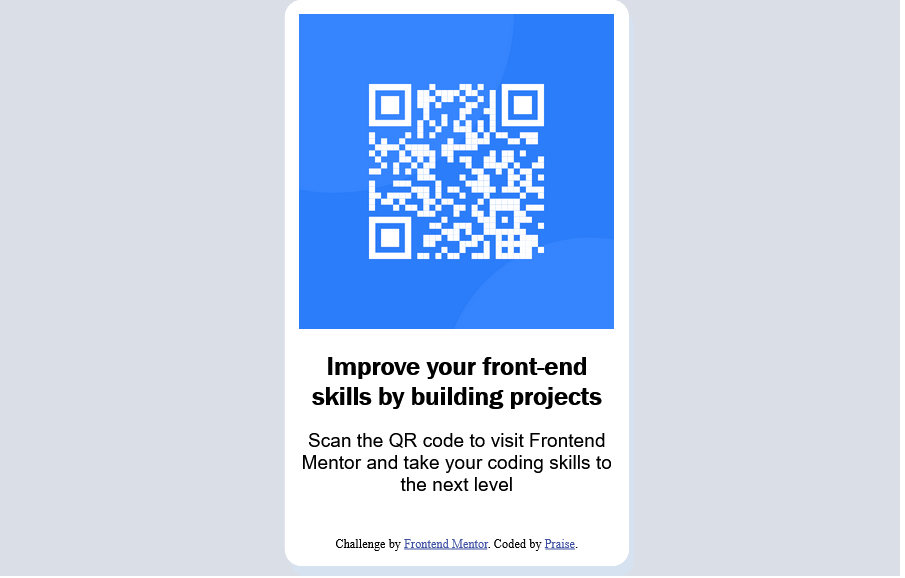 Improve your front-end
skills by building projects
Scan the QR code to visit Frontend
Mentor and take your coding skills to
the next level
Challenge by Frontend Mentor. Coded by Praise.